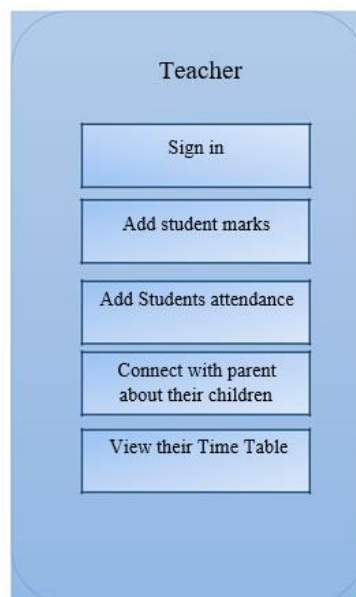 Teacher
Sign in
Add student marks
Add Students attendance
Connect with parent
about their children
View their Time Table